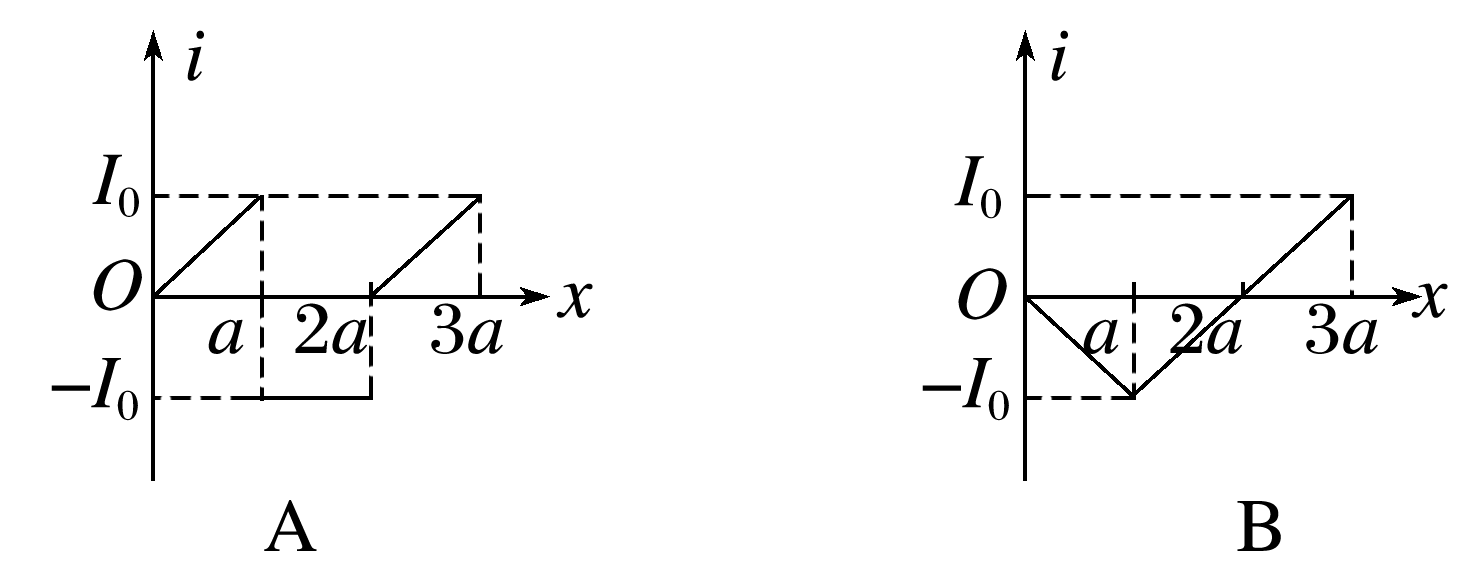 i i
I₀ I₀
O x O x
a 2a 3a a 2a 3a
−I₀ −I₀
A B